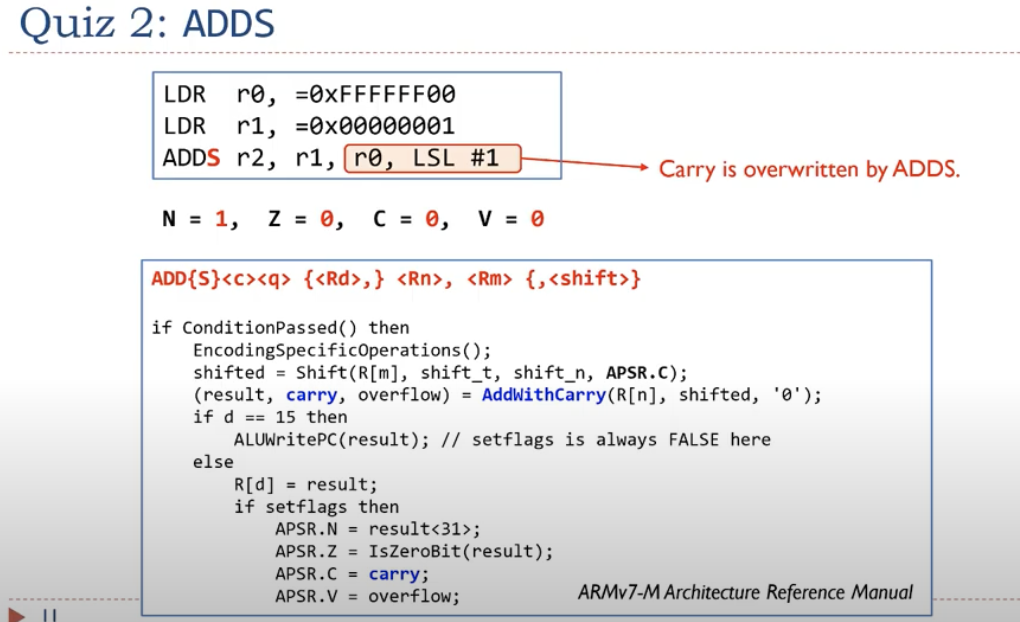 Quiz 2: ADDS
LDR r0, =0xFFFFFF00
LDR r1, =0x00000001
ADDS r2, r1, r0, LSL #1
Carry is overwritten by ADDS.
N = 1, Z = 0, C = 0, V = 0
ADD{S}<c><q> {<Rd>,} <Rn>, <Rm> {,<shift>}
if ConditionPassed() then
EncodingSpecificOperations();
shifted = Shift(R[m], shift_t, shift_n, APSR.C);
(result, carry, overflow) = AddWithCarry(R[n], shifted, '0');
if d == 15 then
ALUWritePC(result); // setflags is always FALSE here
else
R[d] = result;
if setflags then
APSR.N = result<31>;
APSR.Z = IsZeroBit(result);
APSR.C = carry;
APSR.V = overflow;
ARMv7-M Architecture Reference Manual